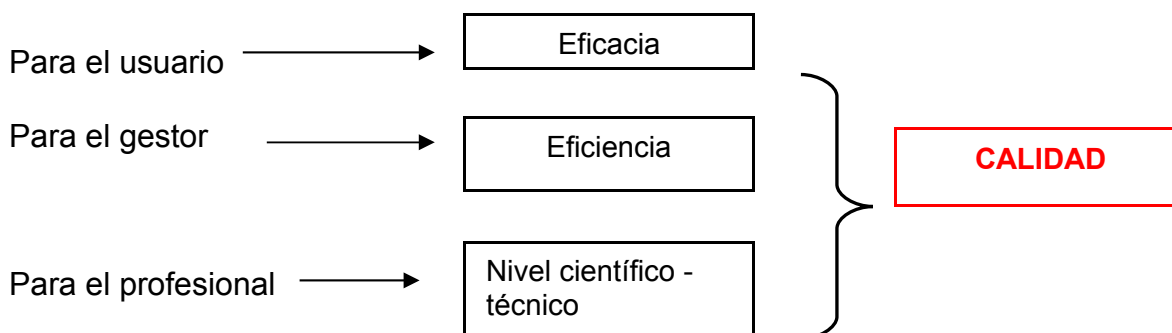 Para el usuario
Eficacia
Para el gestor
Eficiencia
CALIDAD
Para el profesional
Nivel científico -
técnico